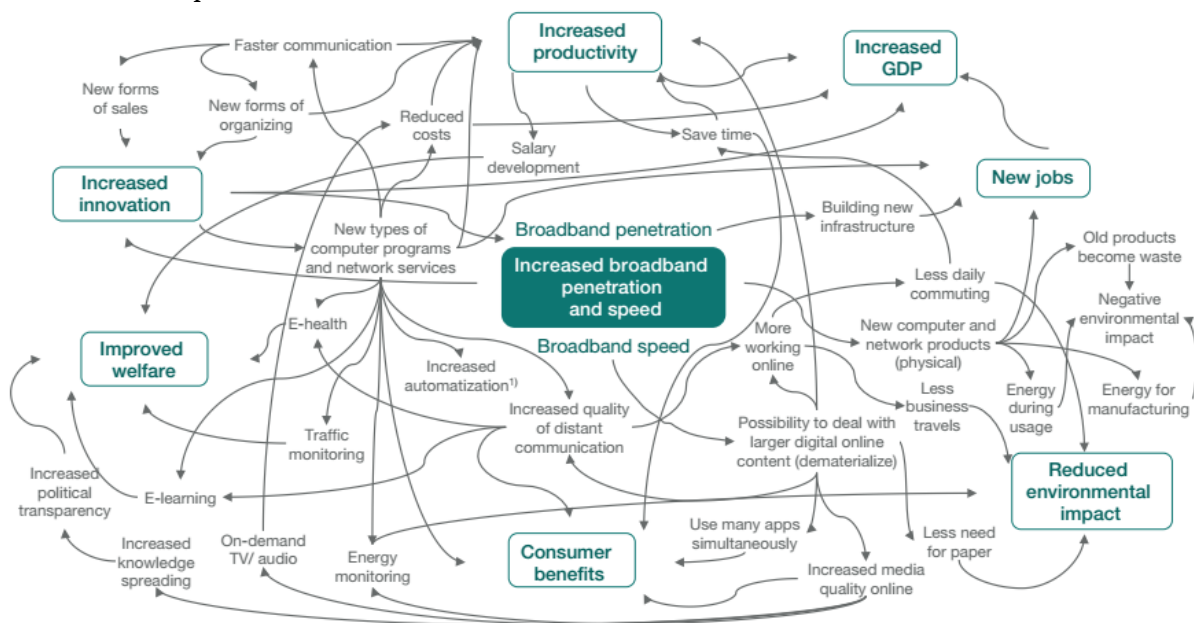 Faster communication
Increased
productivity
Increased
GDP
New forms
of sales
New forms of
organizing
Reduced
costs
Salary
development
Save time
Increased
innovation
New jobs
New types of
computer programs
and network services
Broadband penetration
Building new
infrastructure
Increased broadband
penetration
and speed
Old products
become waste
Less daily
commuting
Negative
environmental
impact
E-health
Improved
welfare
Broadband speed
More
working
online
New computer and
network products
(physical)
Increased
automatization¹⁾
Less
business
travels
Energy
during
usage
Energy for
manufacturing
Increased quality
of distant
communication
Possibility to deal with
larger digital online
content (dematerialize)
Traffic
monitoring
Increased
political
transparency
E-learning
Reduced
environmental
impact
Increased
knowledge
spreading
On-demand
TV/ audio
Energy
monitoring
Consumer
benefits
Use many apps
simultaneously
Less need
for paper
Increased media
quality online